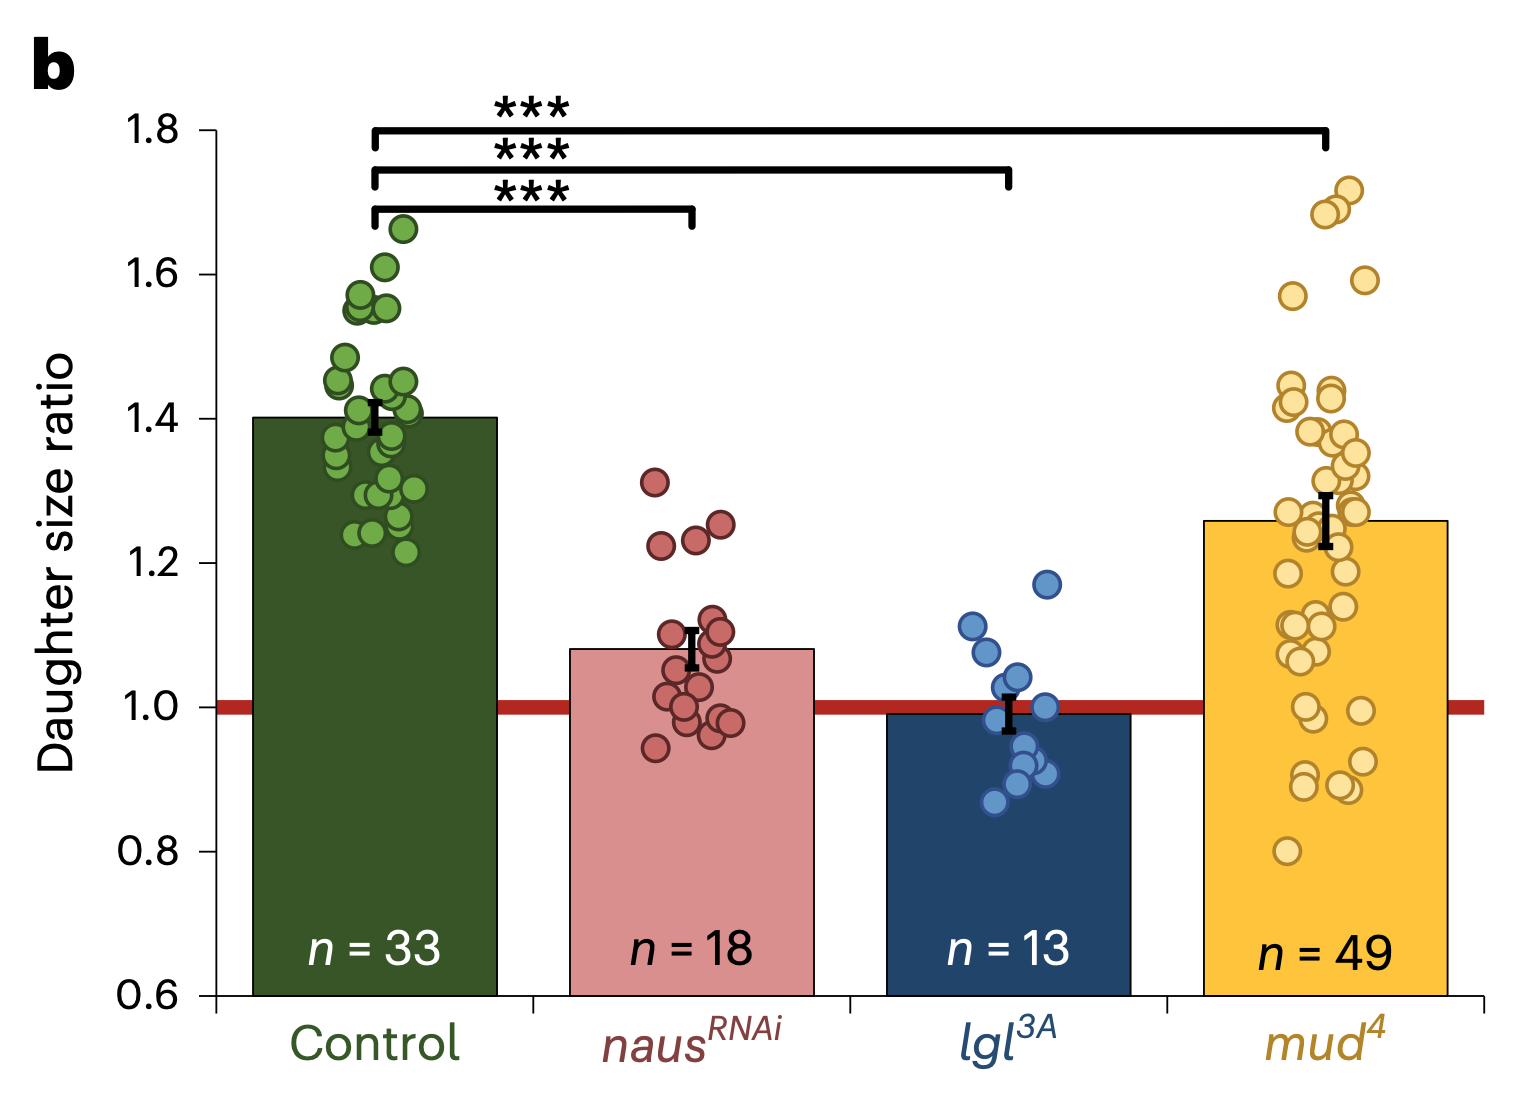 b
***
***
***
1.8
1.6
1.4
1.2
1.0
0.8
0.6
Daughter size ratio
n = 33
n = 18
n = 13
n = 49
Control
naus^RNAi
lgl^3A
mud^4